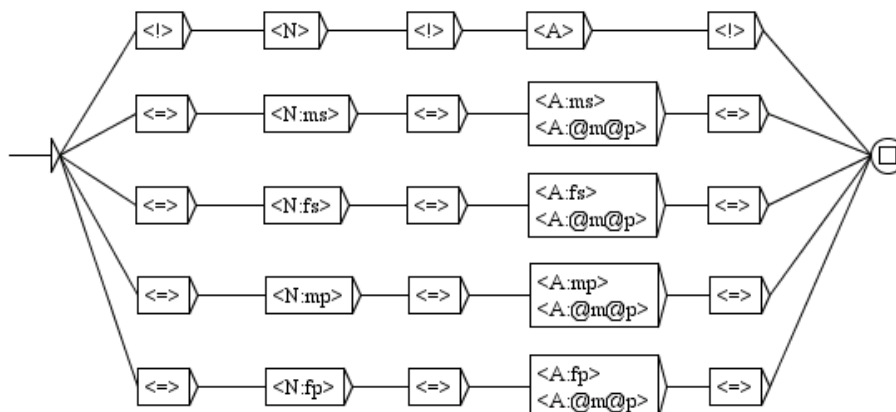 <!> <N> <!> <A> <!>
<=> <N:ms> <=> <A:ms>
<A:@m@p> <=>
<=> <N:fs> <=> <A:fs>
<A:@m@p> <=>
<=> <N:mp> <=> <A:mp>
<A:@m@p> <=>
<=> <N:fp> <=> <A:fp>
<A:@m@p> <=>